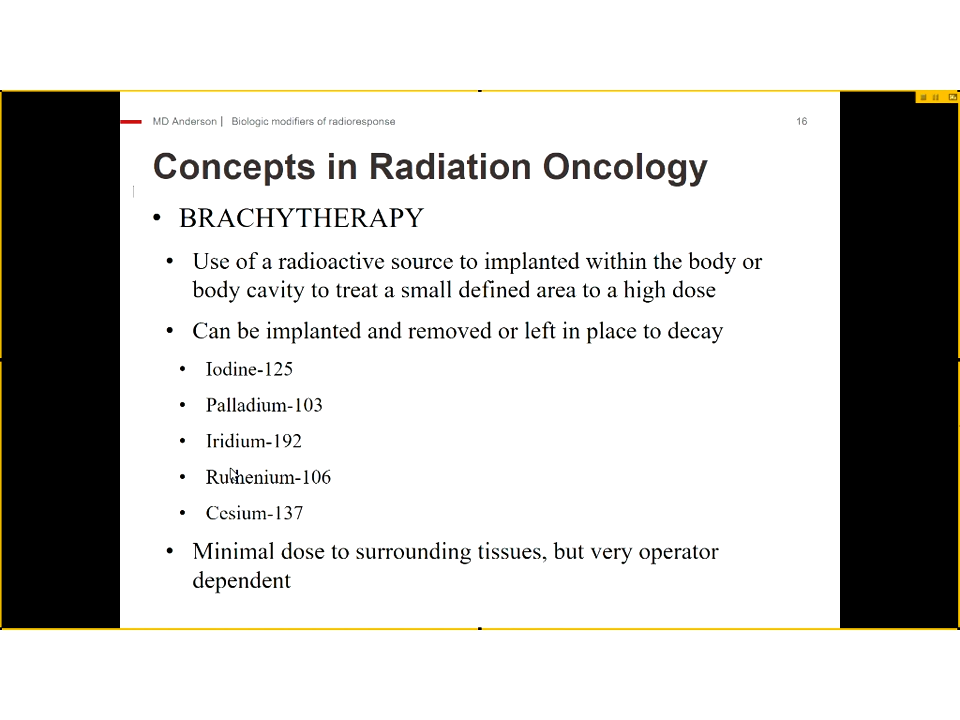 MD Anderson | Biologic modifiers of radioresponse 16
Concepts in Radiation Oncology
• BRACHYTHERAPY
• Use of a radioactive source to implanted within the body or
body cavity to treat a small defined area to a high dose
• Can be implanted and removed or left in place to decay
• Iodine-125
• Palladium-103
• Iridium-192
• Ruthenium-106
• Cesium-137
• Minimal dose to surrounding tissues, but very operator
dependent